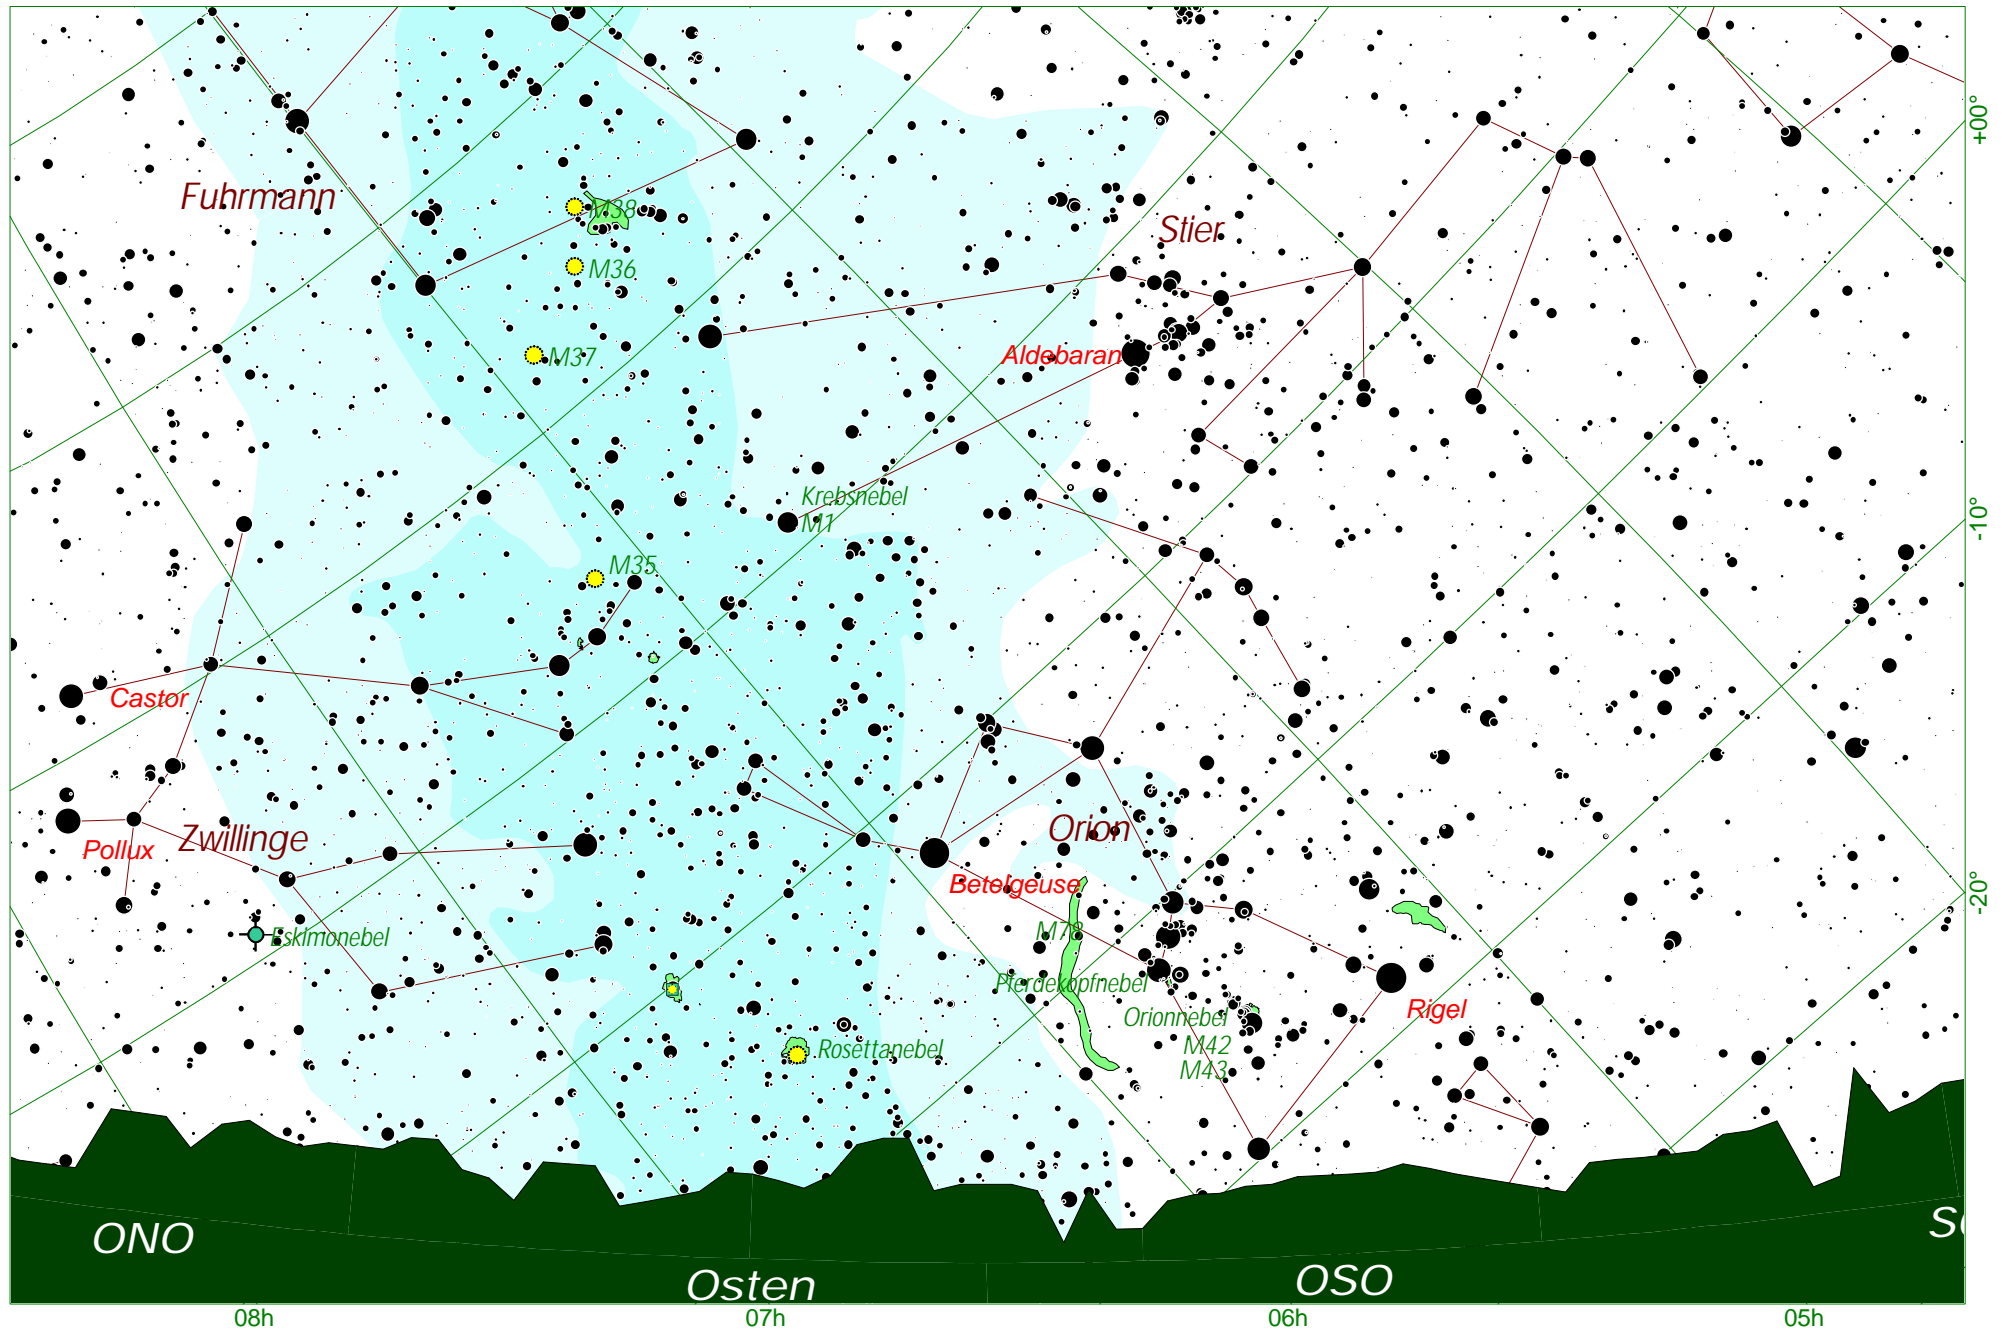 +00°
Fuhrmann
M38
Stier
M36
M37
Aldebaran
Krebsnebel
M1
-10°
M35
Castor
Orion
Zwillinge
Pollux
Betelgeuse
-20°
M78
Eskimonebel
Pferdekopfnebel
Rigel
Orionnebel
M42
Rosettanebel
M43
ONO
Osten
OSO
08h
07h
06h
05h